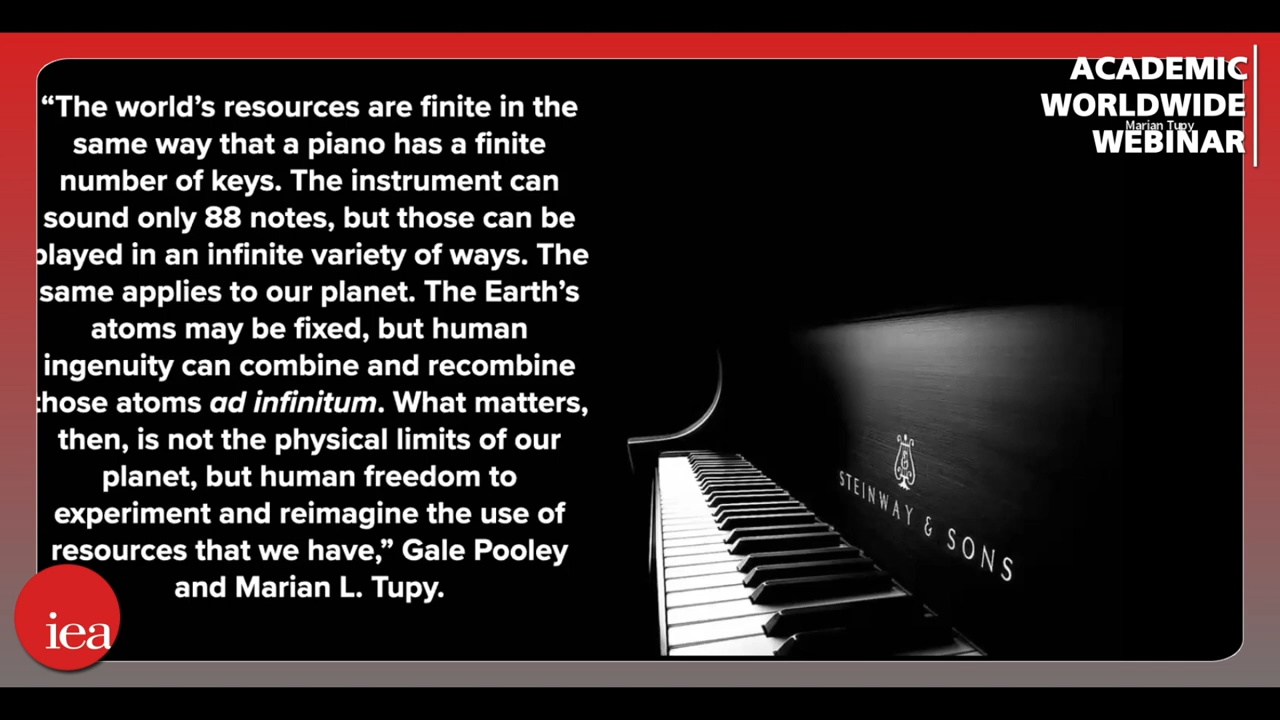 ACADEMIC
WORLDWIDE
Marian Tupy
WEBINAR
“The world’s resources are finite in the
same way that a piano has a finite
number of keys. The instrument can
sound only 88 notes, but those can be
played in an infinite variety of ways. The
same applies to our planet. The Earth’s
atoms may be fixed, but human
ingenuity can combine and recombine
those atoms ad infinitum. What matters,
then, is not the physical limits of our
planet, but human freedom to
experiment and reimagine the use of
resources that we have,” Gale Pooley
and Marian L. Tupy.
STEINWAY & SONS
iea